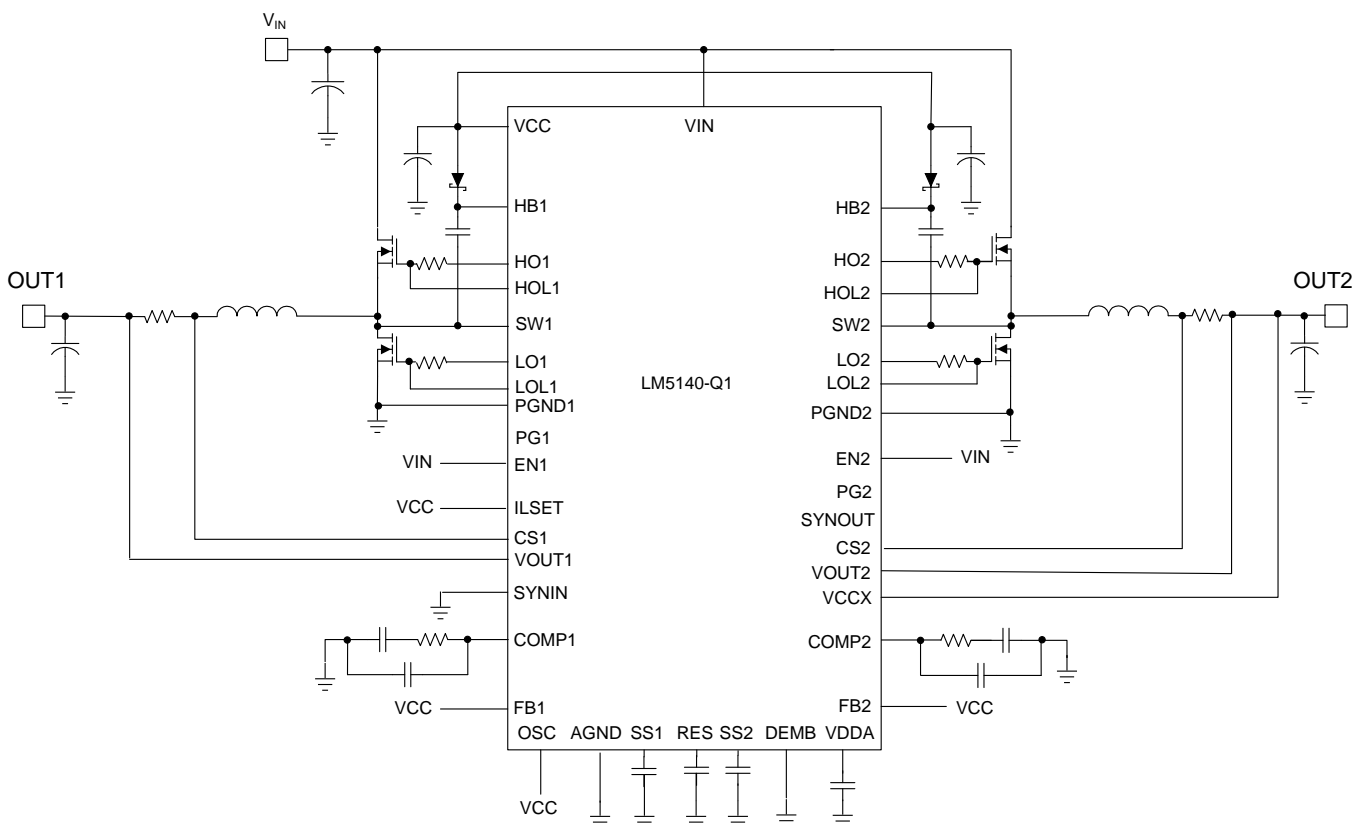 VIN
VCC
VIN
HB1
HB2
HO1
HO2
OUT1
OUT2
HOL1
HOL2
SW1
SW2
LO1
LO2
LOL1
LM5140-Q1
LOL2
PGND1
PGND2
PG1
VIN
EN1
EN2
VIN
PG2
VCC
ILSET
SYNOUT
CS1
CS2
VOUT1
VOUT2
SYNIN
VCCX
COMP1
COMP2
VCC
FB1
FB2
VCC
OSC
AGND
SS1
RES
SS2
DEMB
VDDA
VCC